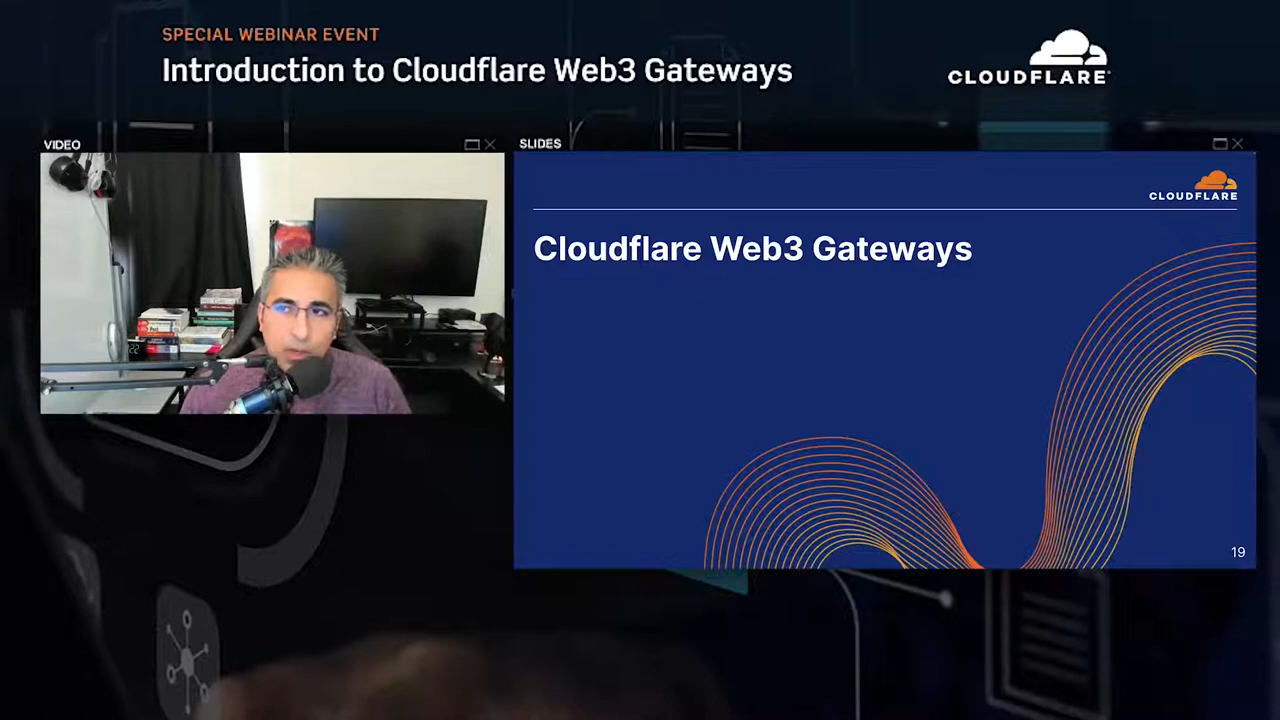 SPECIAL WEBINAR EVENT
Introduction to Cloudflare Web3 Gateways
CLOUDFLARE
VIDEO
SLIDES
CLOUDFLARE
Cloudflare Web3 Gateways
19